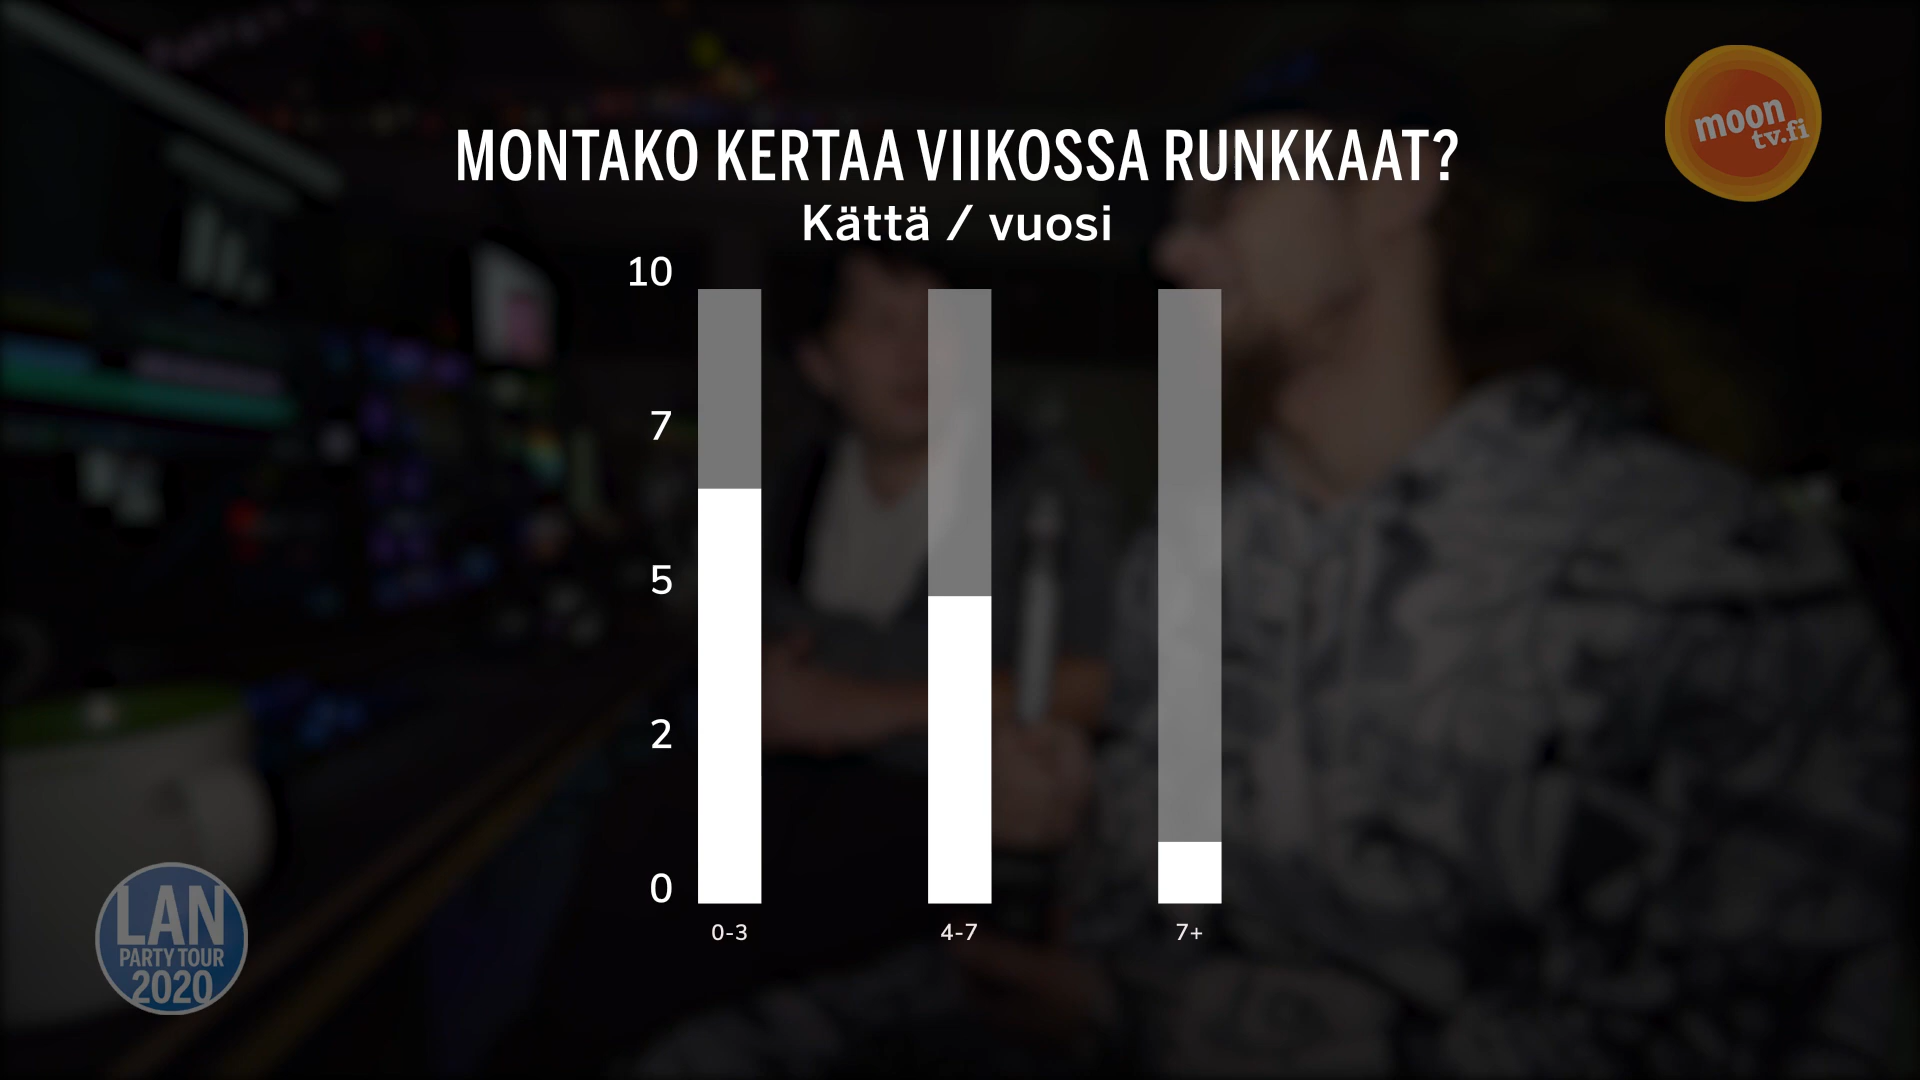 moon
tv.fi
MONTAKO KERTAA VIIKOSSA RUNKKAAT?
Kättä / vuosi
10
7
5
2
0
0-3
4-7
7+
LAN
PARTY TOUR
2020